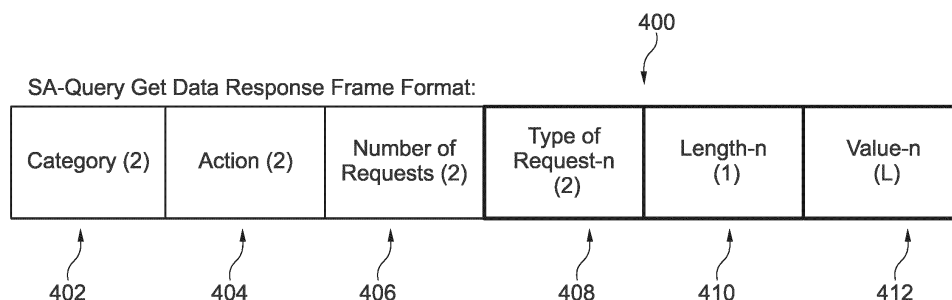 400
SA-Query Get Data Response Frame Format:
Category (2)
Action (2)
Number of
Requests (2)
Type of
Request-n
(2)
Length-n
(1)
Value-n
(L)
402
404
406
408
410
412